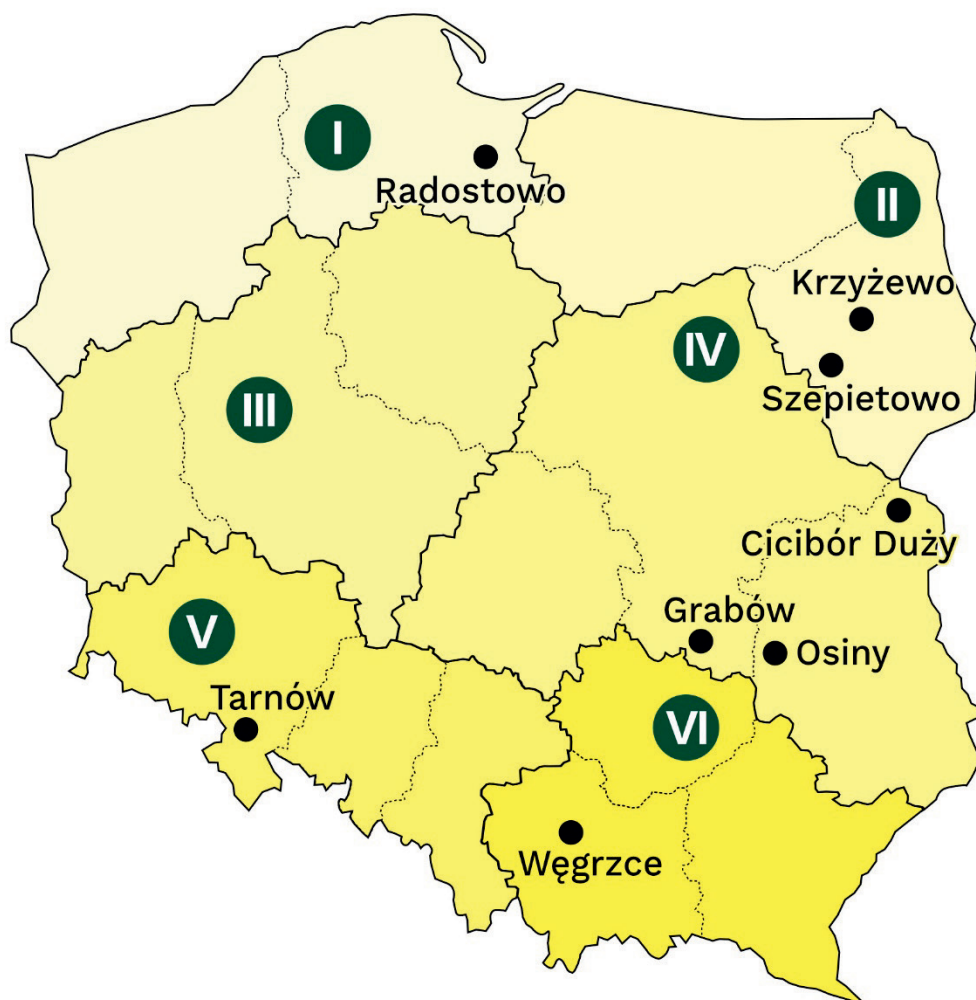 I
Radostowo
II
Krzyżewo
IV
Szepietowo
III
Cicibór Duży
Grabów
V
Osiny
Tarnów
VI
Węgrzce